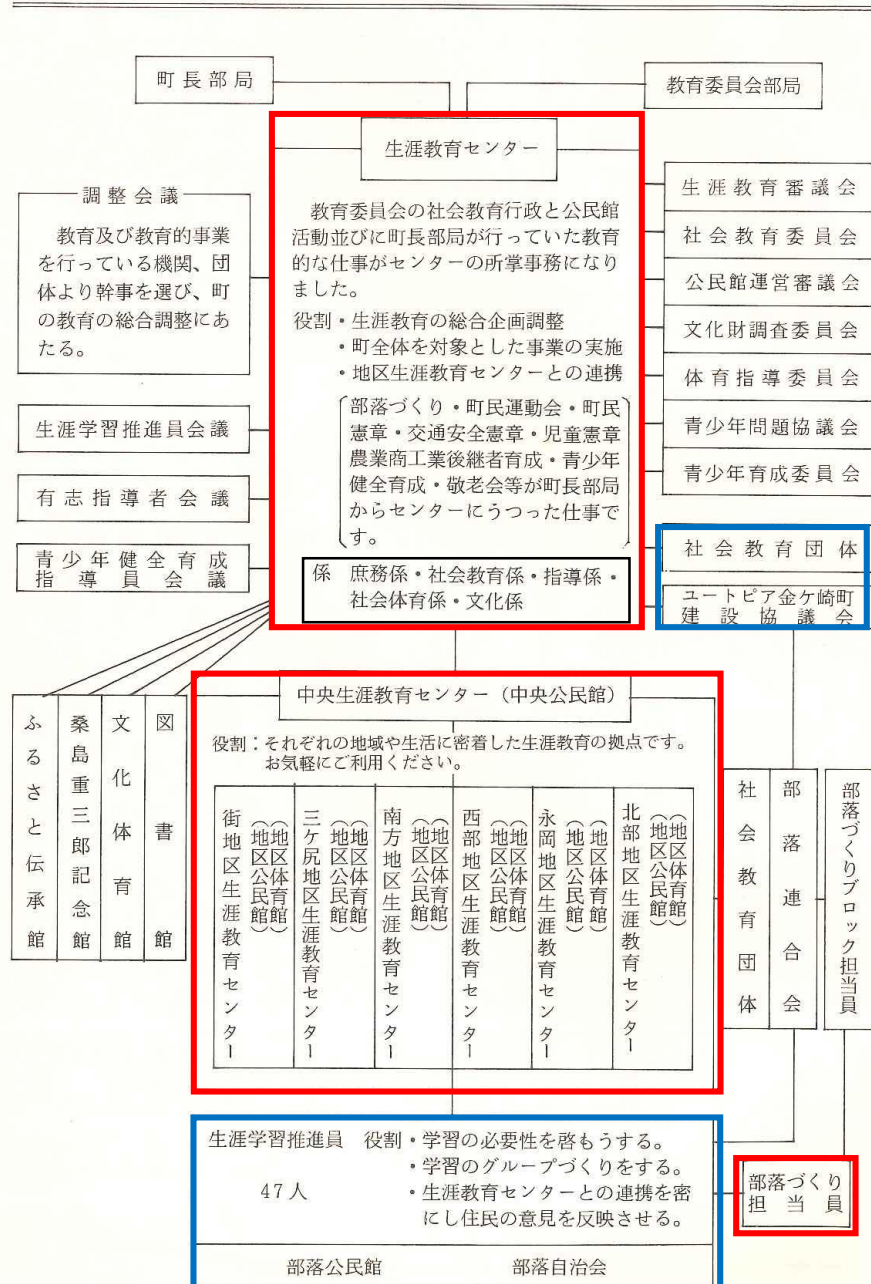 町長部局
教育委員会部局
生涯教育センター
教育委員会の社会教育行政と公民館
活動並びに町長部局が行っていた教育
的な仕事がセンターの所掌事務になり
ました。
役割・生涯教育の総合企画調整
・町全体を対象とした事業の実施
・地区生涯教育センターとの連携
部落づくり・町民運動会・町民
憲章・交通安全憲章・児童憲章
農業商工業後継者育成・青少年
健全育成・敬老会等が町長部局
からセンターにうつった仕事で
す。
係 庶務係・社会教育係・指導係・
社会体育係・文化係
調整会議
教育及び教育的事業
を行っている機関、団
体より幹事を選び、町
の教育の総合調整にあ
たる。
生涯学習推進員会議
有志指導者会議
青少年健全育成
指導員会議
生涯教育審議会
社会教育委員会
公民館運営審議会
文化財調査委員会
体育指導委員会
青少年問題協議会
青少年育成委員会
社会教育団体
ユートピア金ケ崎町
建設協議会
ふるさと伝承館
桑島重三郎記念館
文化体育館
図書館
中央生涯教育センター(中央公民館)
役割:それぞれの地域や生活に密着した生涯教育の拠点です。
お気軽にご利用ください。
街地区生涯教育センター
(地区公民館)
(地区体育館)
三ケ尻地区生涯教育センター
(地区公民館)
(地区体育館)
南方地区生涯教育センター
(地区公民館)
(地区体育館)
西部地区生涯教育センター
(地区公民館)
(地区体育館)
永岡地区生涯教育センター
(地区公民館)
(地区体育館)
北部地区生涯教育センター
(地区公民館)
(地区体育館)
社会教育団体
部落連合会
部落づくりブロック担当員
生涯学習推進員 役割・学習の必要性を啓もうする。
・学習のグループづくりをする。
47人 ・生涯教育センターとの連携を密
にし住民の意見を反映させる。
部落づくり
担当員
部落公民館 部落自治会